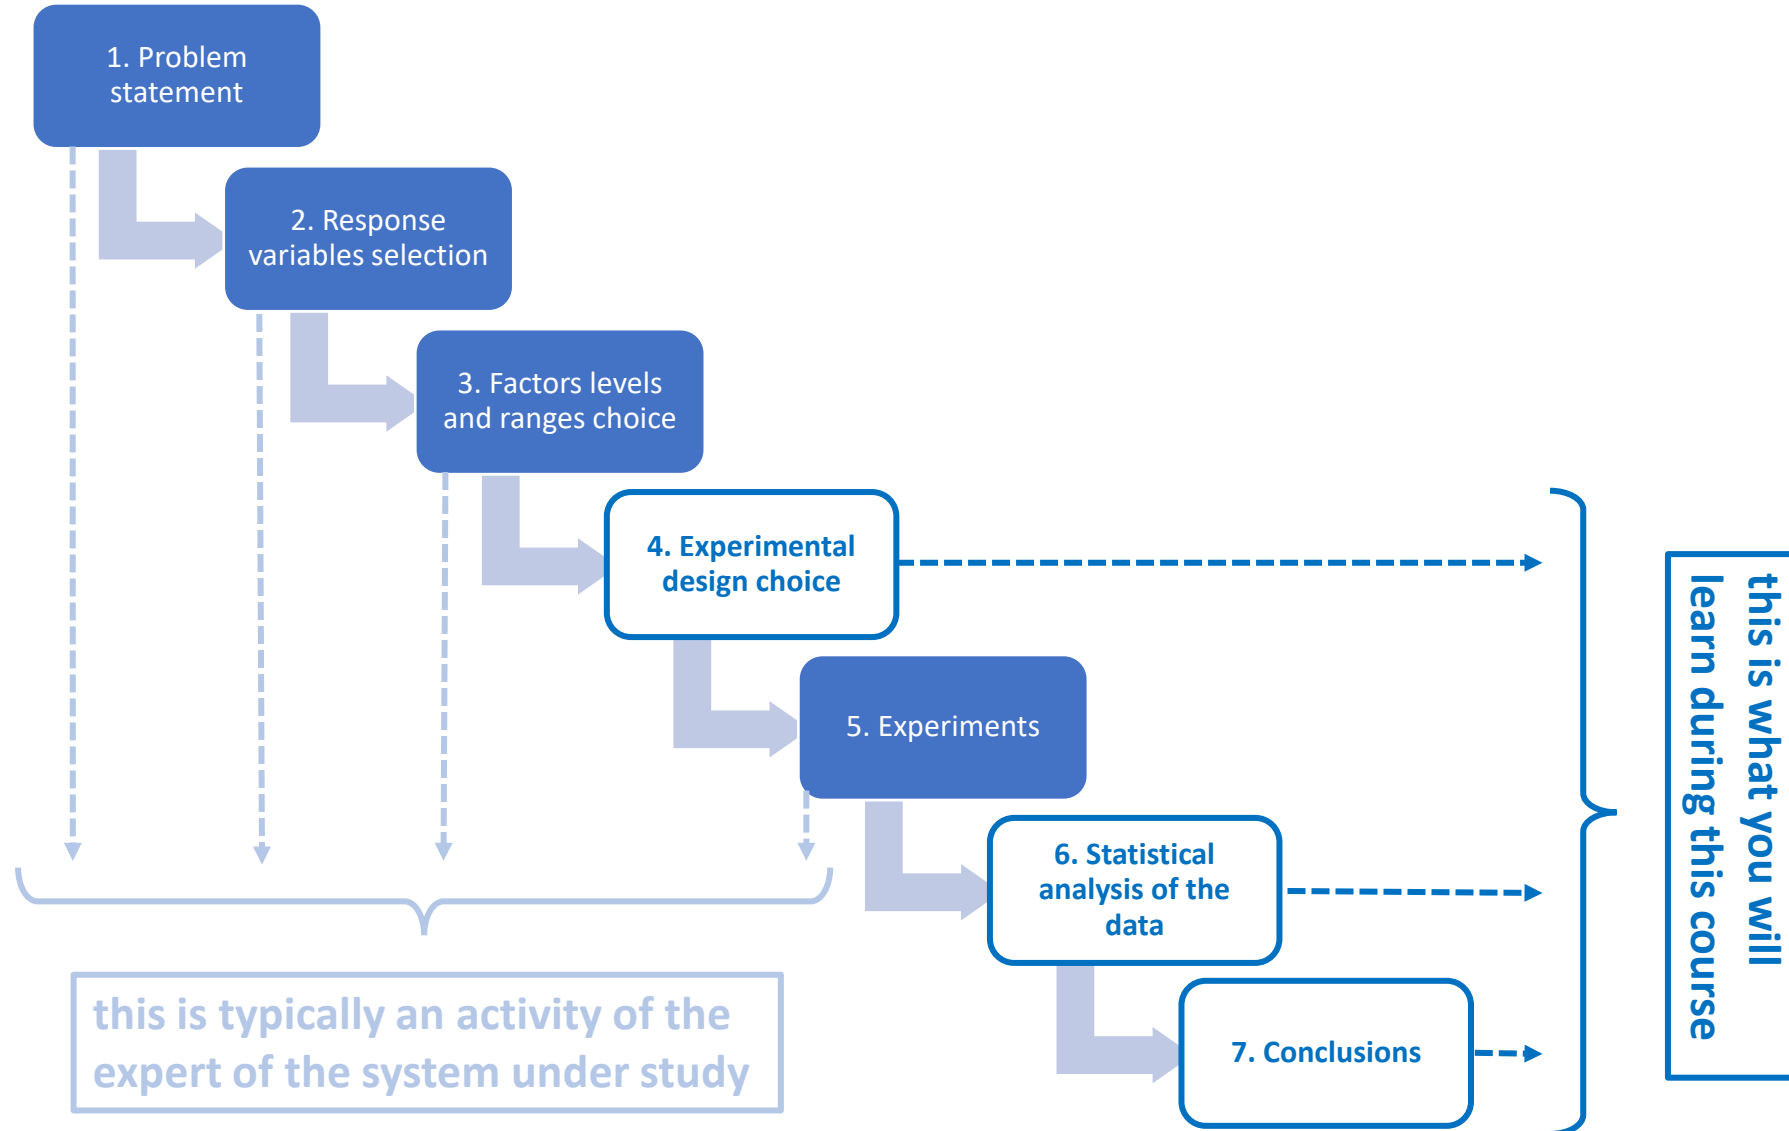 1. Problem
statement
2. Response
variables selection
3. Factors levels
and ranges choice
4. Experimental
design choice
5. Experiments
6. Statistical
analysis of the
data
7. Conclusions
this is typically an activity of the
expert of the system under study
this is what you will
learn during this course